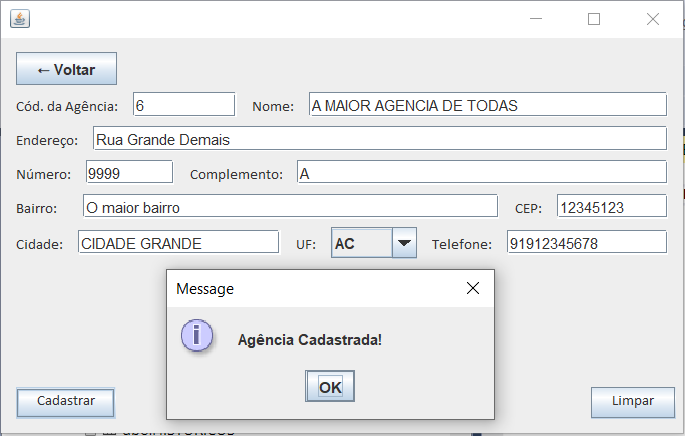 ← Voltar
Cód. da Agência: 6 Nome: A MAIOR AGENCIA DE TODAS
Endereço: Rua Grande Demais
Número: 9999 Complemento: A
Bairro: O maior bairro CEP: 12345123
Cidade: CIDADE GRANDE UF: AC Telefone: 91912345678
Message
Agência Cadastrada!
OK
Cadastrar Limpar